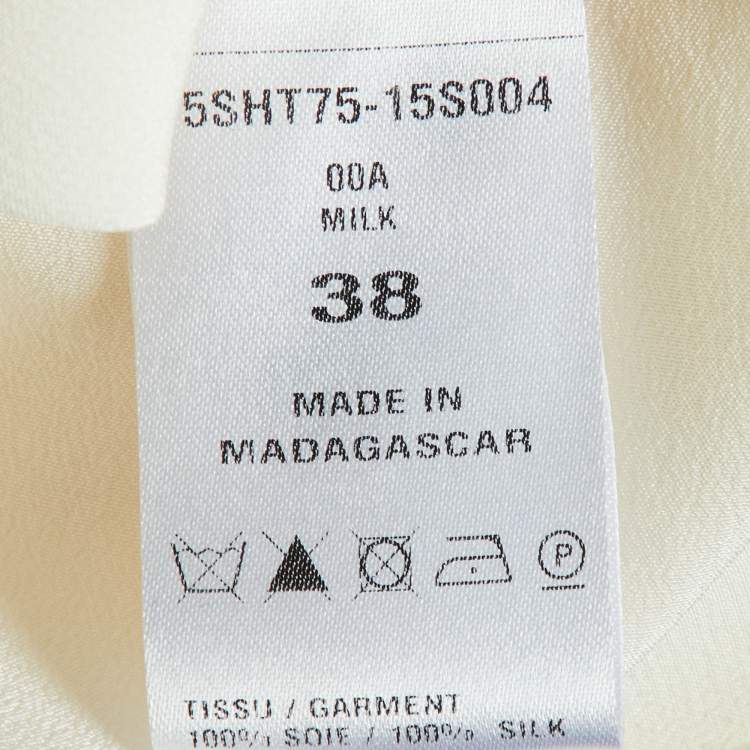 5SHT75-15S004
00A
MILK
38
MADE IN
MADAGASCAR
P
TISSU / GARMENT
100% SOIE / 100% SILK